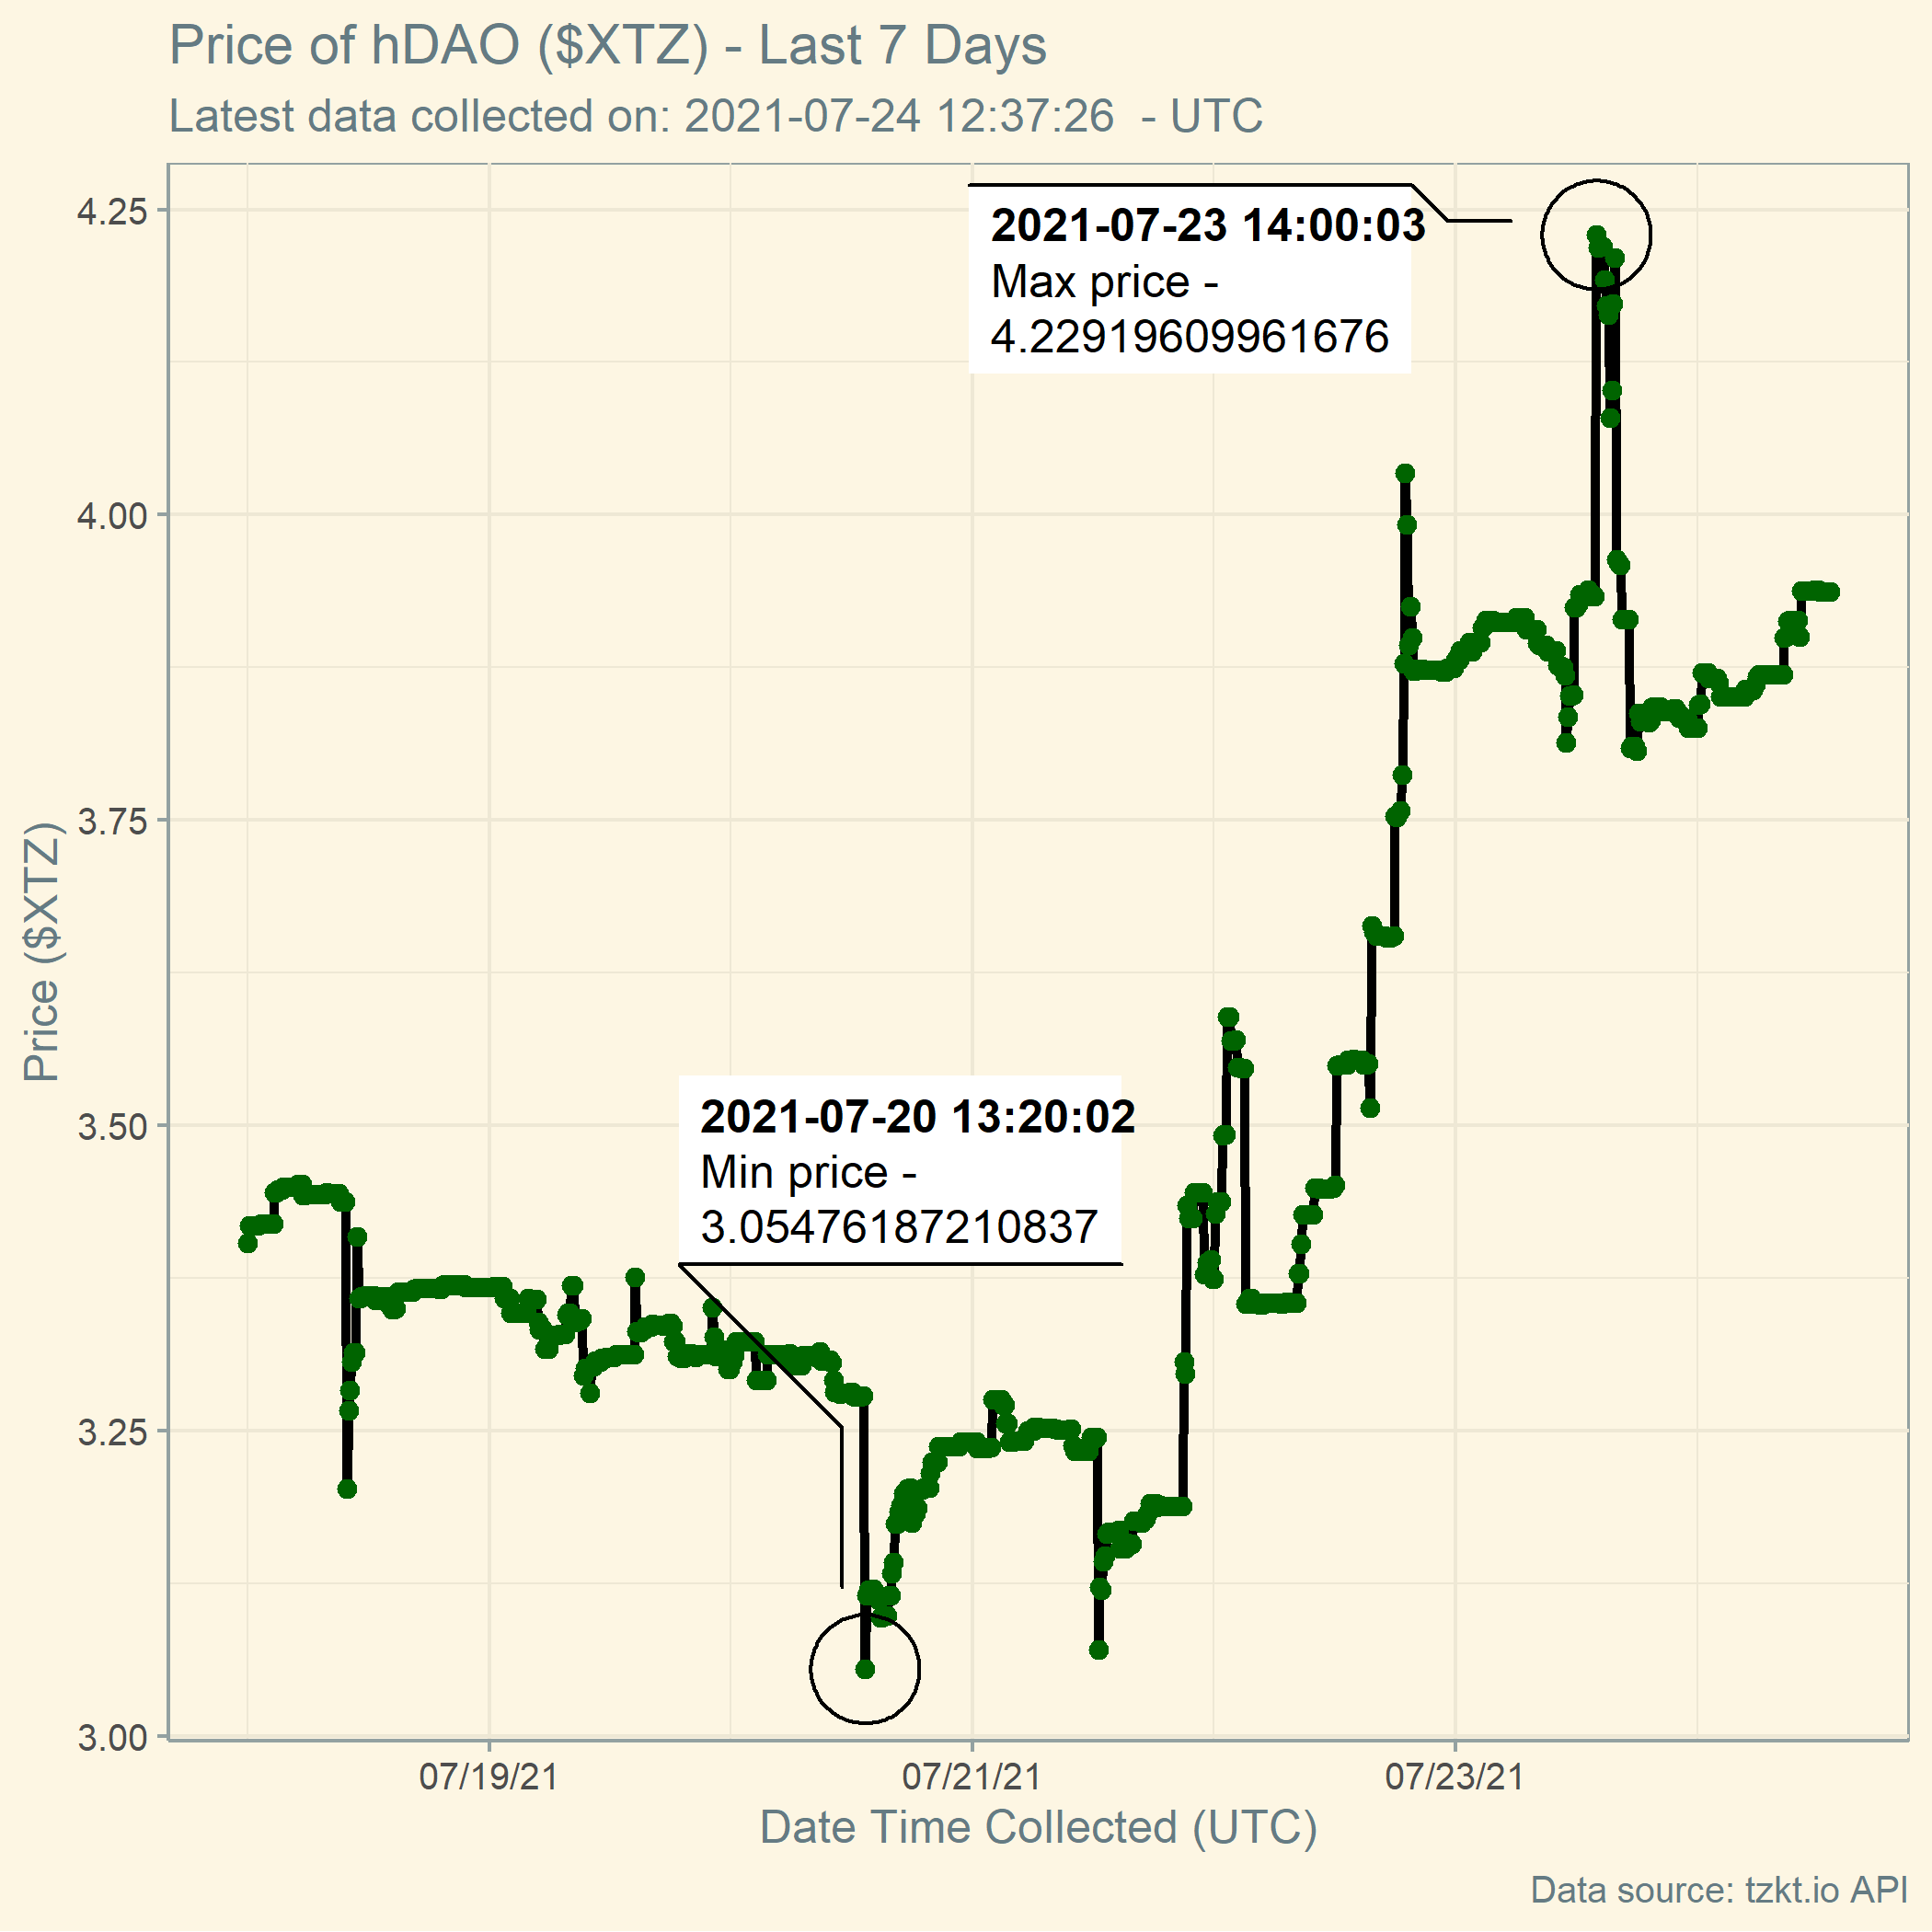 Price of hDAO ($XTZ) - Last 7 Days
Latest data collected on: 2021-07-24 12:37:26  - UTC
4.25
4.00
3.75
3.50
3.25
3.00
Price ($XTZ)
2021-07-23 14:00:03
Max price -
4.22919609961676
2021-07-20 13:20:02
Min price -
3.05476187210837
07/19/21
07/21/21
07/23/21
Date Time Collected (UTC)
Data source: tzkt.io API